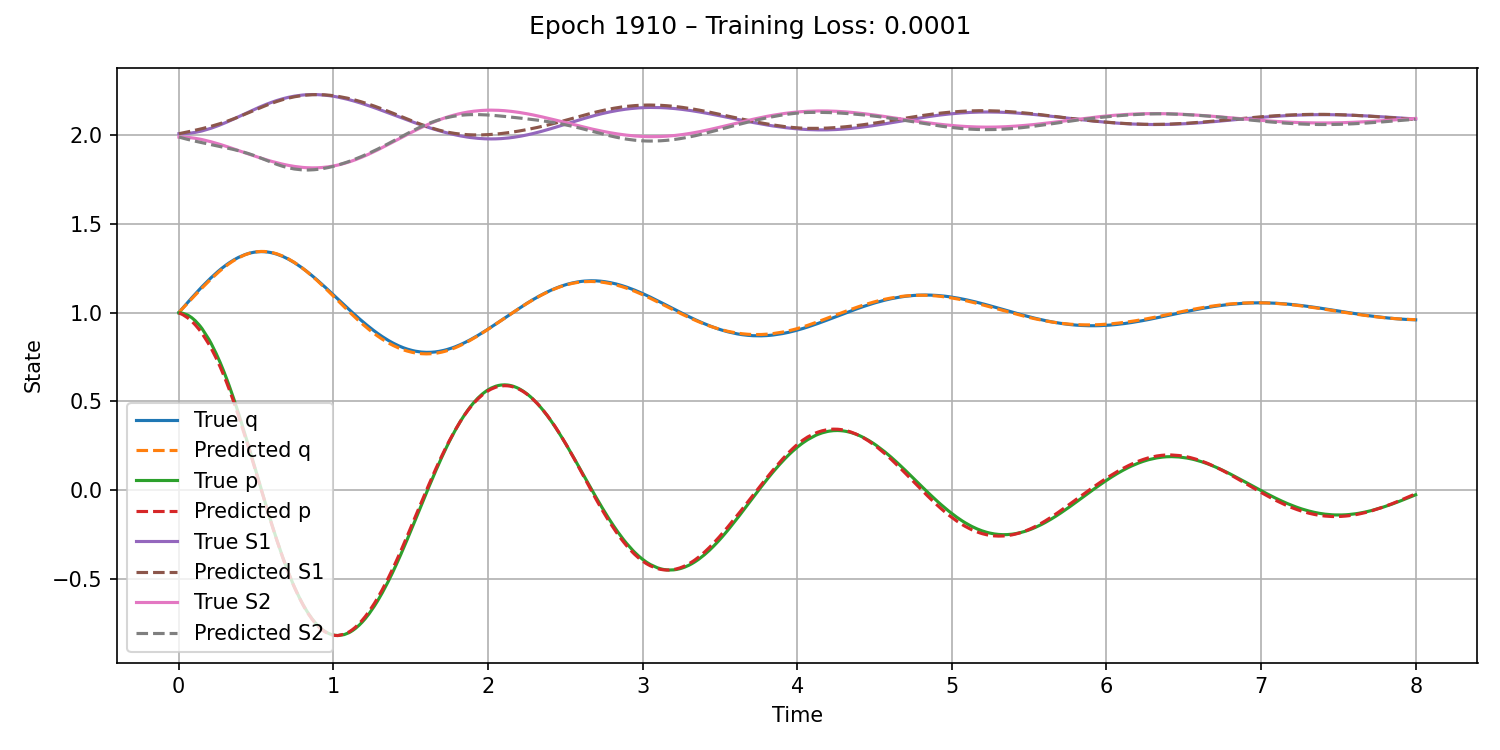 Epoch 1910 – Training Loss: 0.0001
State
2.0
1.5
1.0
0.5
0.0
−0.5
True q
Predicted q
True p
Predicted p
True S1
Predicted S1
True S2
Predicted S2
0 1 2 3 4 5 6 7 8
Time